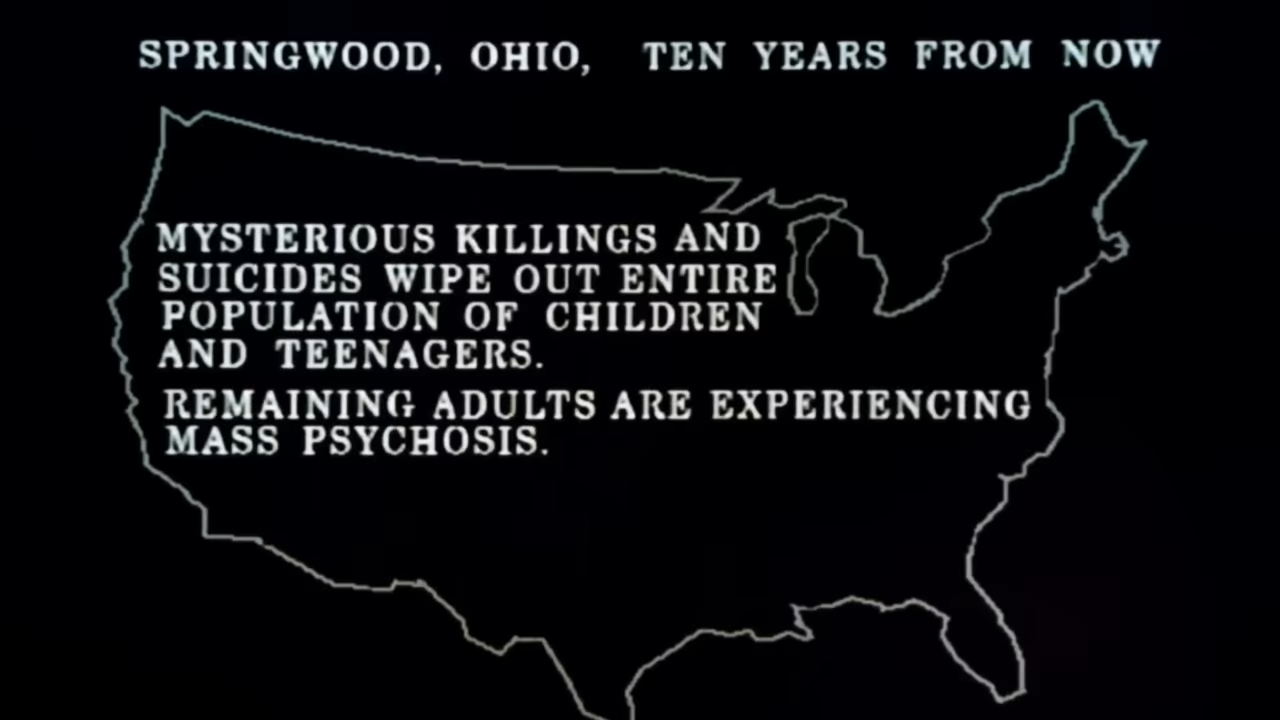 SPRINGWOOD, OHIO, TEN YEARS FROM NOW
MYSTERIOUS KILLINGS AND
SUICIDES WIPE OUT ENTIRE
POPULATION OF CHILDREN
AND TEENAGERS.
REMAINING ADULTS ARE EXPERIENCING
MASS PSYCHOSIS.